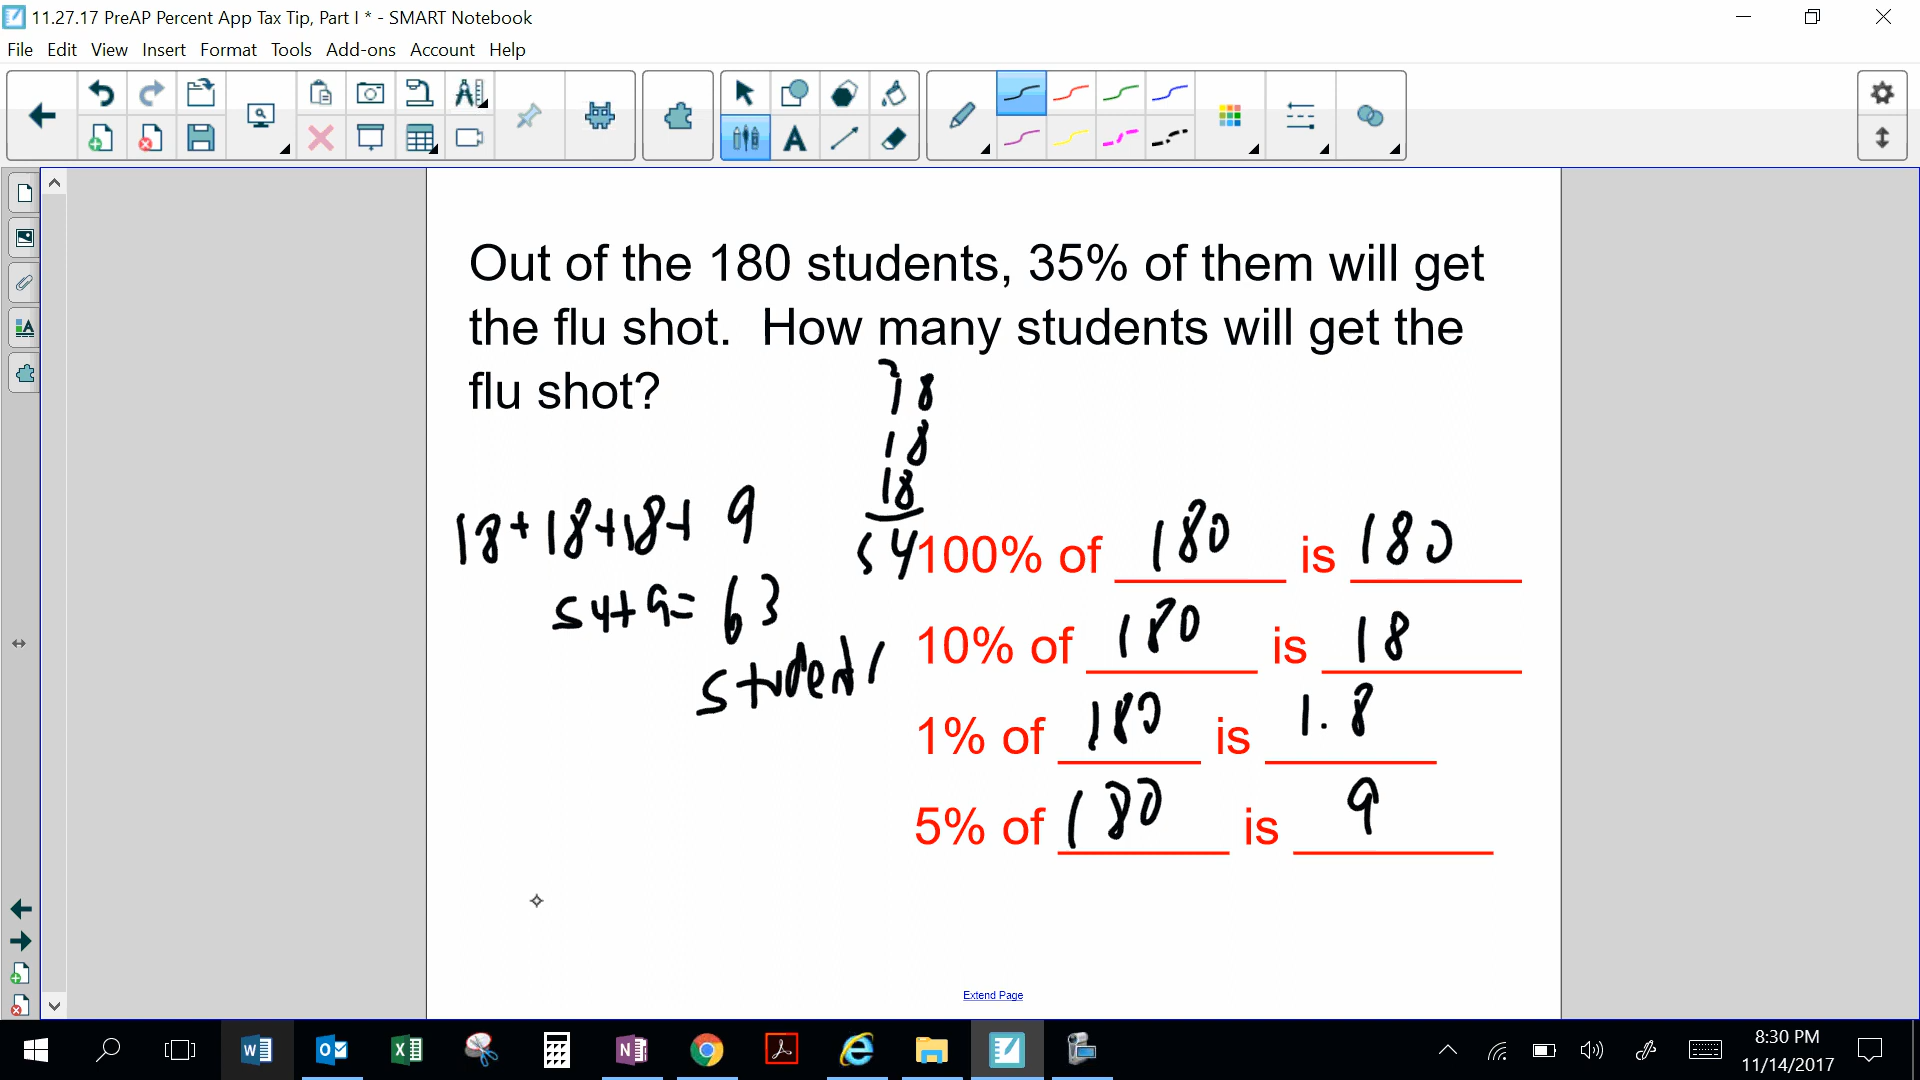 11.27.17 PreAP Percent App Tax Tip, Part I * - SMART Notebook
File Edit View Insert Format Tools Add-ons Account Help
Out of the 180 students, 35% of them will get
the flu shot. How many students will get the
flu shot?
2
18
18
18
54
18+18+18+ 9
54+9= 63
students
100% of 180 is 180
10% of 180 is 18
1% of 180 is 1.8
5% of 180 is 9
Extend Page
8:30 PM
11/14/2017